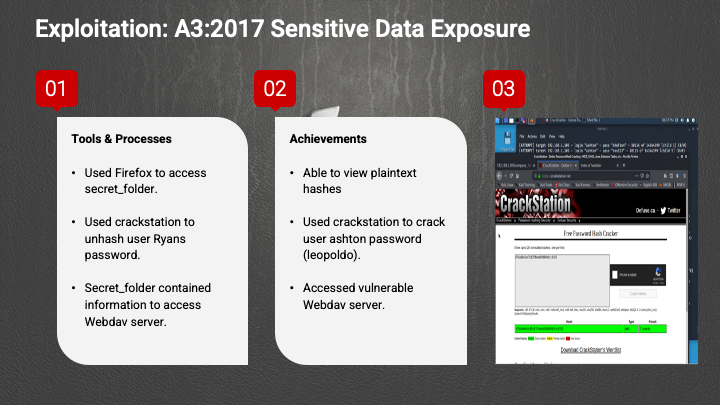 Exploitation: A3:2017 Sensitive Data Exposure
01
02
03
Tools & Processes
• Used Firefox to access
secret_folder.
• Used crackstation to
unhash user Ryans
password.
• Secret_folder contained
information to access
Webdav server.
Achievements
• Able to view plaintext
hashes
• Used crackstation to crack
user ashton password
(leopoldo).
• Accessed vulnerable
Webdav server.
CrackStation
Defuse.ca
Twitter
Free Password Hash Cracker
Download CrackStation's Wordlist